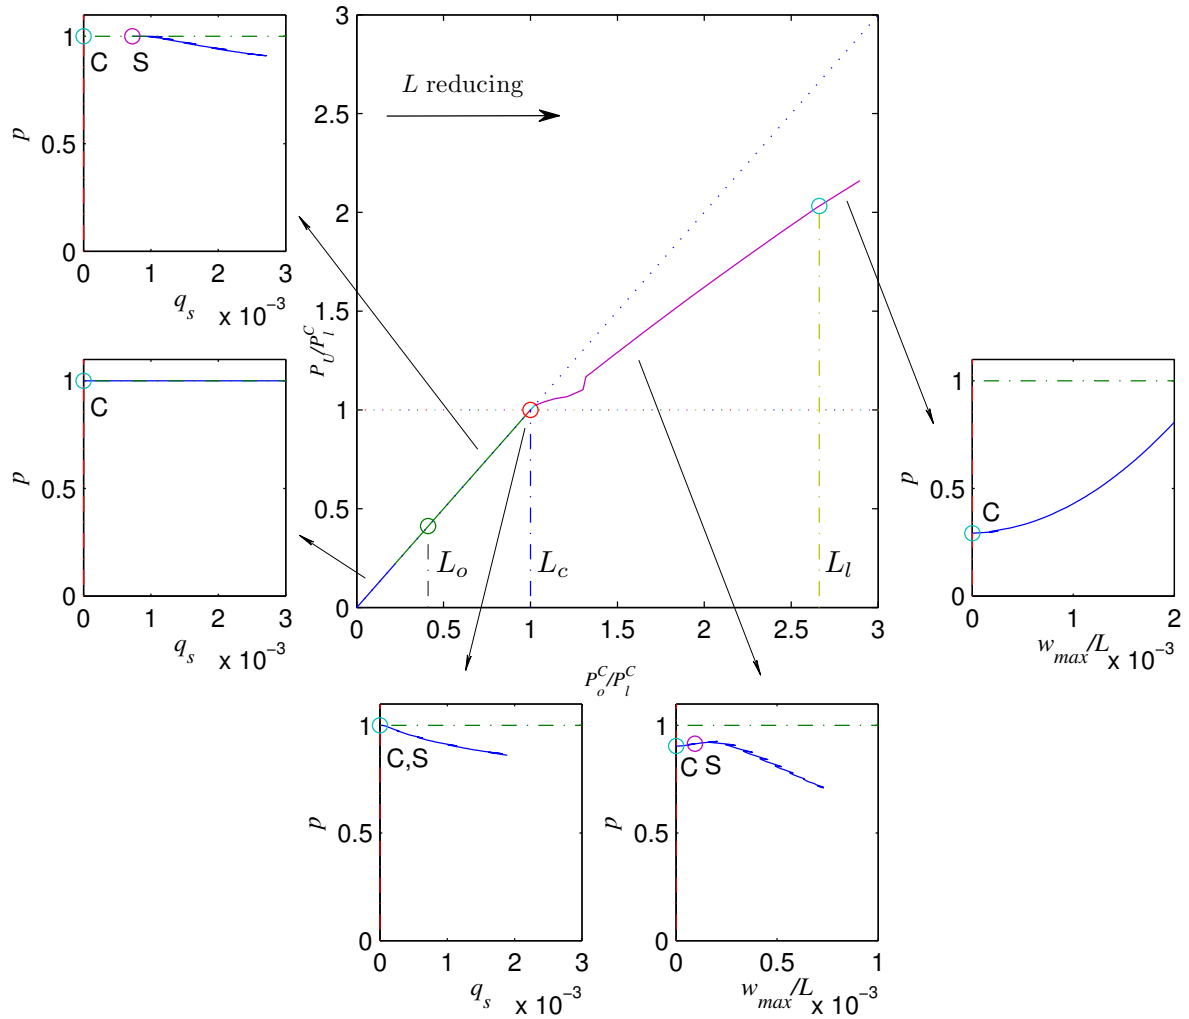 1
0.5
0
p
C S
0 1 2 3
q_s x 10^{-3}
1
0.5
0
p
C
0 1 2 3
q_s x 10^{-3}
3
2.5
2
1.5
1
0.5
0
P_U/P_l^C
L reducing
L_o L_c L_l
0 0.5 1 1.5 2 2.5 3
P_o^C/P_l^C
1
0.5
0
p
C
0 1 2
w_{max}/L x 10^{-3}
1
0.5
0
p
C,S
0 1 2 3
q_s x 10^{-3}
1
0.5
0
p
C S
0 0.5 1
w_{max}/L x 10^{-3}